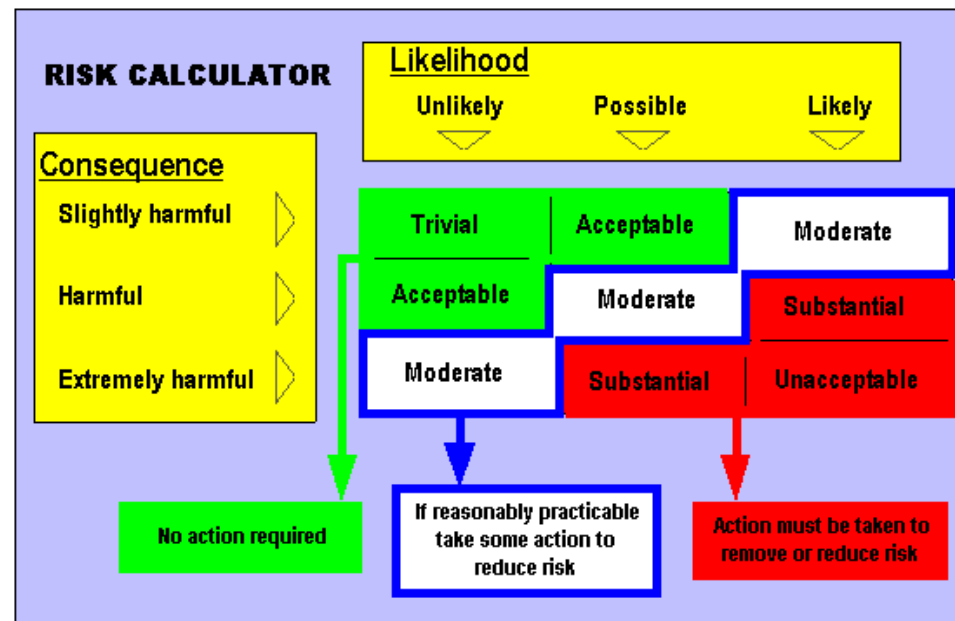 RISK CALCULATOR
Likelihood
Unlikely Possible Likely
Consequence
Slightly harmful
Harmful
Extremely harmful
Trivial Acceptable Moderate
Acceptable Moderate Substantial
Moderate Substantial Unacceptable
No action required
If reasonably practicable
take some action to
reduce risk
Action must be taken to
remove or reduce risk